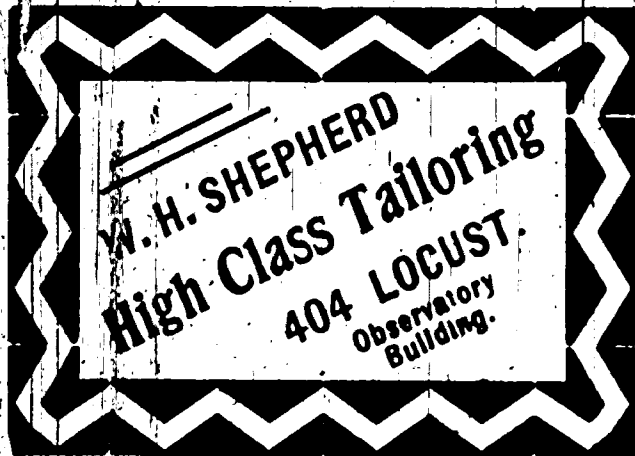 W. H. SHEPHERD
High Class Tailoring
404 LOCUST.
Observatory
Building.